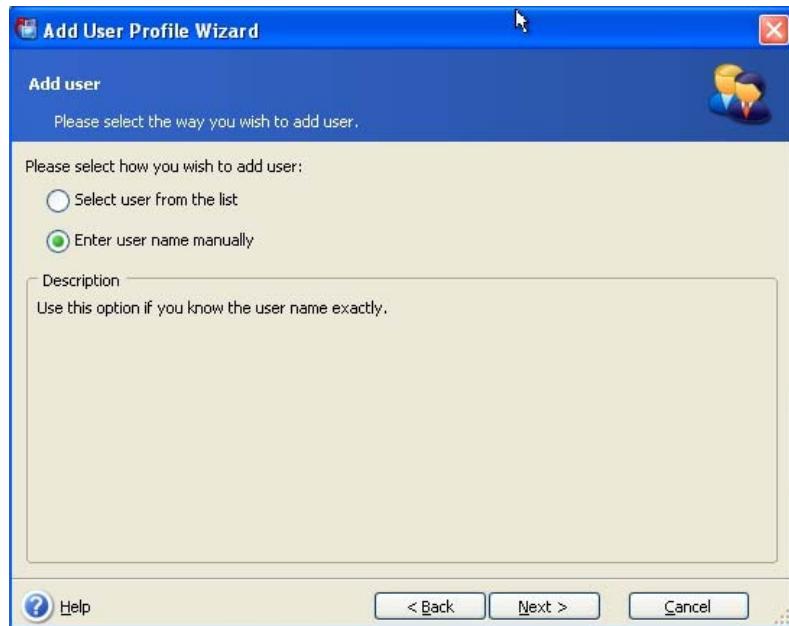 Add User Profile Wizard
Add user
Please select the way you wish to add user.
Please select how you wish to add user:
Select user from the list
Enter user name manually
Description
Use this option if you know the user name exactly.
Help
< Back
Next >
Cancel